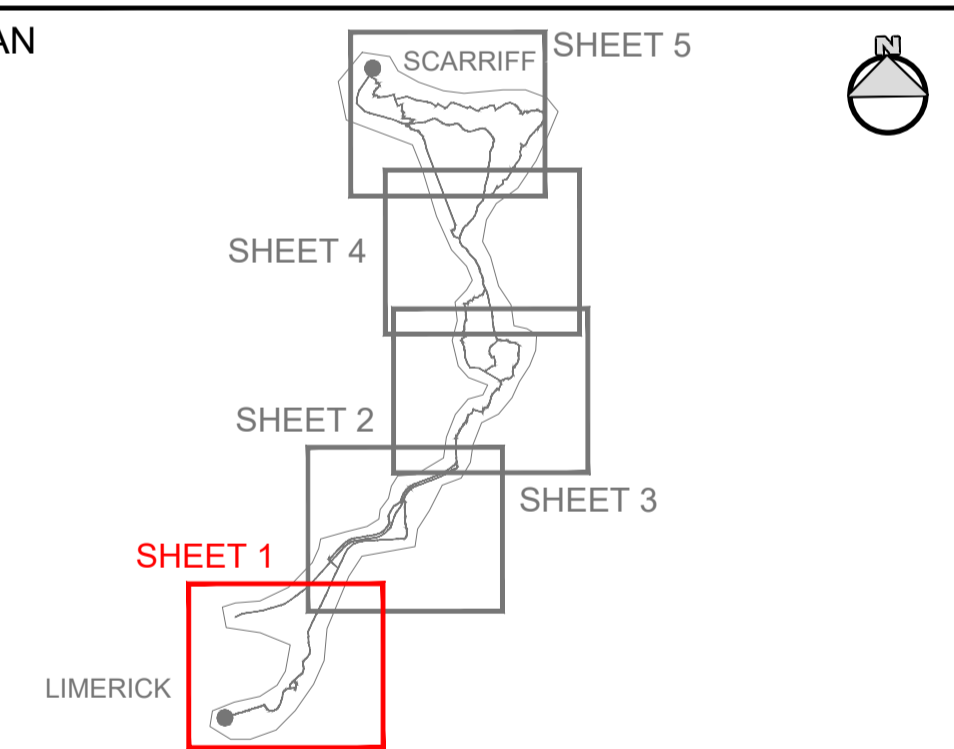 AN
SHEET 5
N
SCARRIFF
SHEET 4
SHEET 2
SHEET 3
SHEET 1
LIMERICK